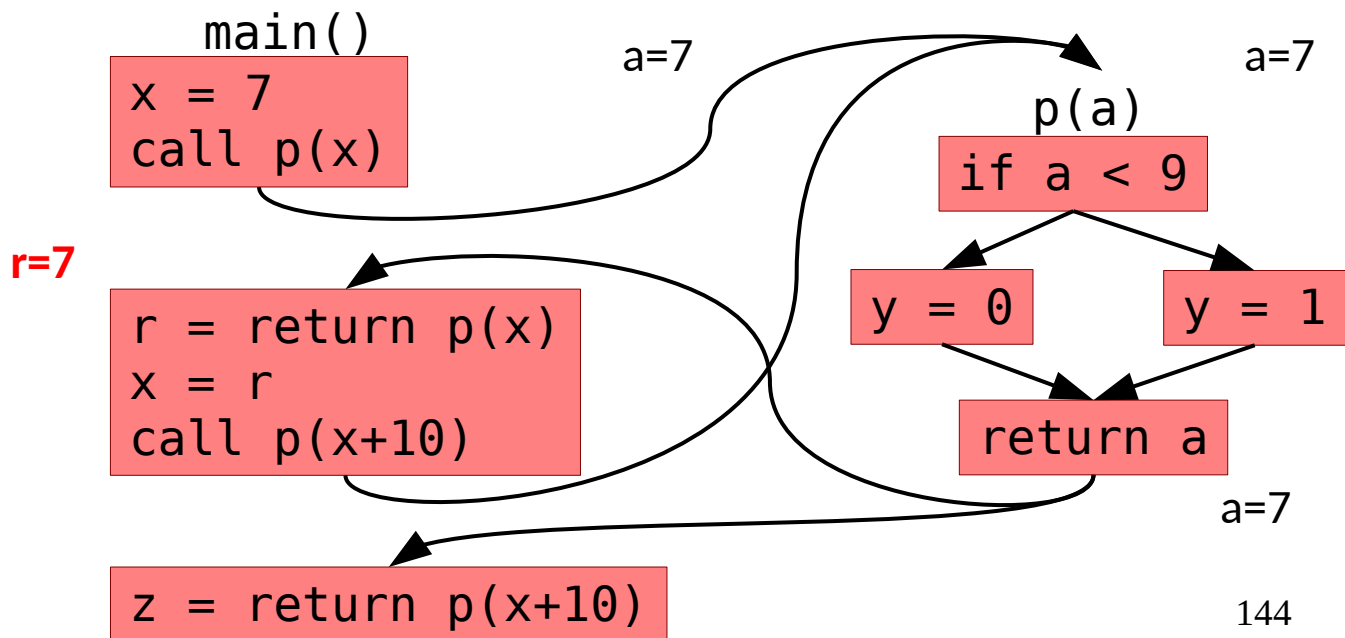 main()
a=7
a=7
x = 7
call p(x)
p(a)
if a < 9
r=7
y = 0
y = 1
r = return p(x)
x = r
call p(x+10)
return a
a=7
z = return p(x+10)
144